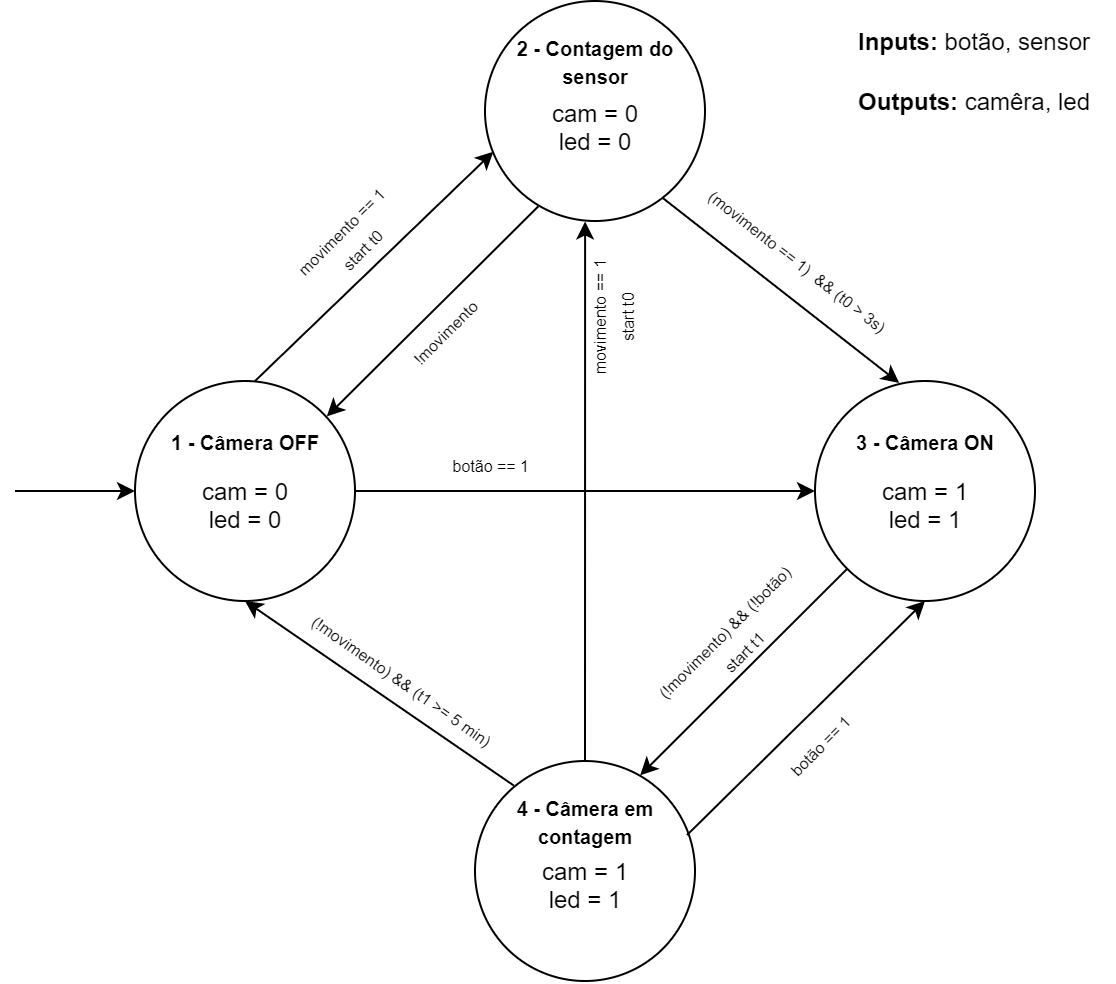 2 - Contagem do
sensor
cam = 0
led = 0
Inputs: botão, sensor
Outputs: camêra, led
movimento == 1
start t0
!movimento
movimento == 1
start t0
(movimento == 1)  && (t0 > 3s)
1 - Câmera OFF
cam = 0
led = 0
botão == 1
3 - Câmera ON
cam = 1
led = 1
(!movimento) && (t1 >= 5 min)
(!movimento) && (!botão)
start t1
botão == 1
4 - Câmera em
contagem
cam = 1
led = 1